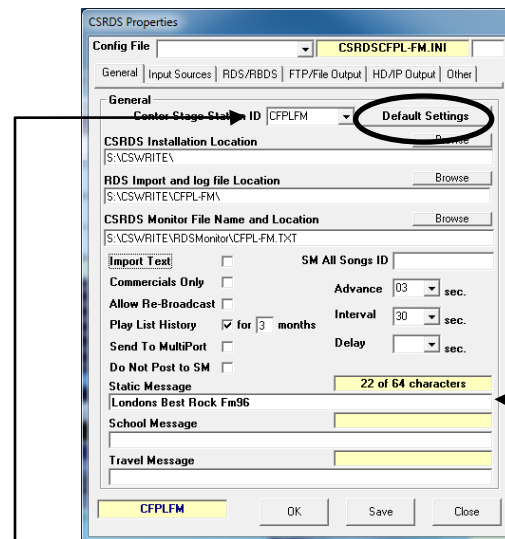 CSRDS Properties
Config File CSRDSCFPL-FM.INI
General Input Sources RDS/RBDS FTP/File Output HD/IP Output Other
General
Center Stage Station ID CFPLFM Default Settings
CSRDS Installation Location Browse
S:\CSWRITE\
RDS Import and log file Location Browse
S:\CSWRITE\CFPL-FM\
CSRDS Monitor File Name and Location Browse
S:\CSWRITE\RDSMonitor\CFPL-FM.TXT
Import Text SM All Songs ID
Commercials Only Advance 03 sec.
Allow Re-Broadcast
Play List History for 3 months Interval 30 sec.
Send To MultiPort Delay sec.
Do Not Post to SM
Static Message 22 of 64 characters
Londons Best Rock Fm96
School Message
Travel Message
CFPLFM OK Save Close